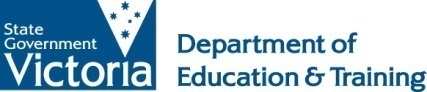 State
Government
Victoria
Department of
Education & Training